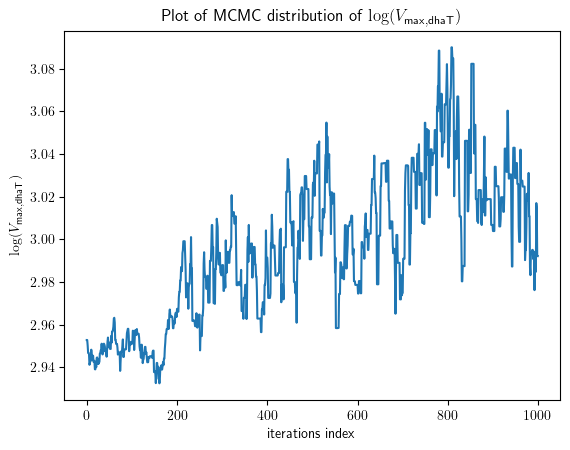 Plot of MCMC distribution of log(V_max,dhaT)
log(V_max,dhaT)
3.08
3.06
3.04
3.02
3.00
2.98
2.96
2.94
0 200 400 600 800 1000
iterations index